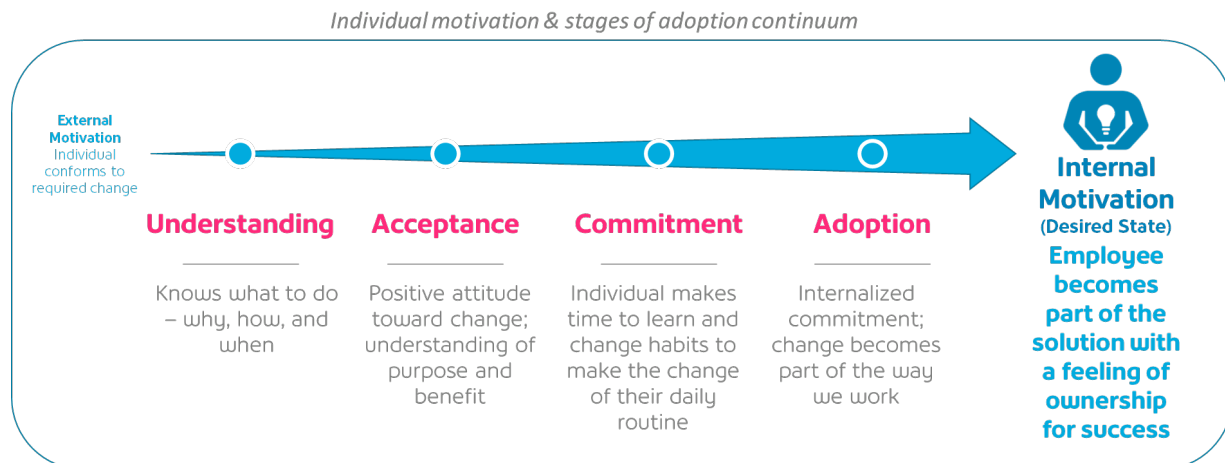 Individual motivation & stages of adoption continuum
External
Motivation
Individual
conforms to
required change
Understanding
Knows what to do
– why, how, and
when
Acceptance
Positive attitude
toward change;
understanding of
purpose and
benefit
Commitment
Individual makes
time to learn and
change habits to
make the change
of their daily
routine
Adoption
Internalized
commitment;
change becomes
part of the way
we work
Internal
Motivation
(Desired State)
Employee
becomes
part of the
solution with
a feeling of
ownership
for success